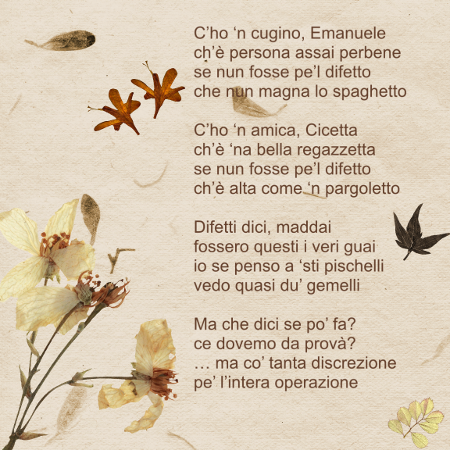 C’ho ‘n cugino, Emanuele
ch’è persona assai perbene
se nun fosse pe’l difetto
che nun magna lo spaghetto
C’ho ‘n amica, Cicetta
ch’è ‘na bella regazzetta
se nun fosse pe’l difetto
ch’è alta come ‘n pargoletto
Difetti dici, maddai
fossero questi i veri guai
io se penso a ‘sti pischelli
vedo quasi du’ gemelli
Ma che dici se po’ fa?
ce dovemo da provà?
… ma co’ tanta discrezione
pe’ l’intera operazione